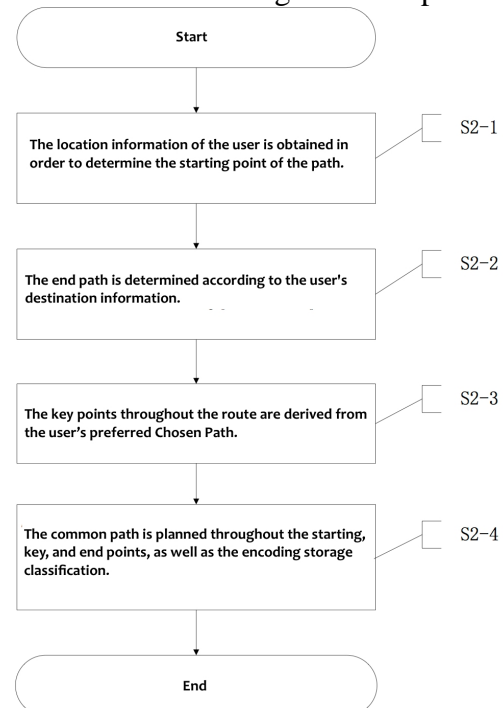 Start
The location information of the user is obtained in
order to determine the starting point of the path.
S2-1
The end path is determined according to the user's
destination information.
S2-2
The key points throughout the route are derived from
the user's preferred Chosen Path.
S2-3
The common path is planned throughout the starting,
key, and end points, as well as the encoding storage
classification.
S2-4
End